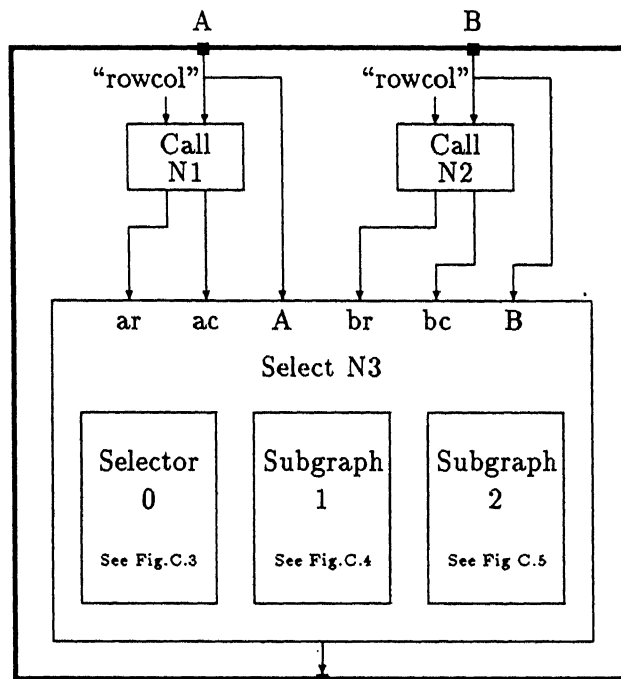 A B
“rowcol” “rowcol”
Call Call
N1 N2
ar ac A br bc B
Select N3
Selector Subgraph Subgraph
0 1 2
See Fig.C.3 See Fig.C.4 See Fig C.5